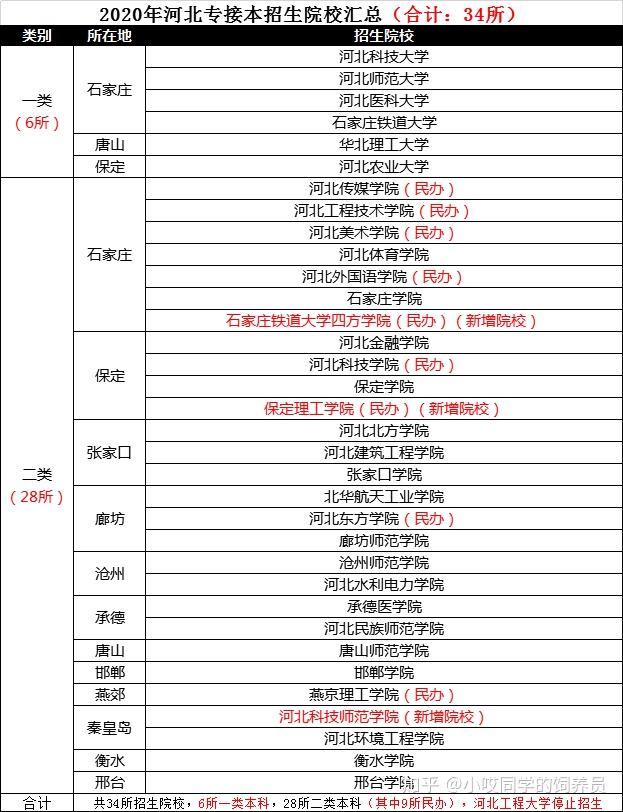 2020年河北专接本招生院校汇总（合计：34所）
类别 所在地 招生院校
一类
（6所）
石家庄
河北科技大学
河北师范大学
河北医科大学
石家庄铁道大学
唐山 华北理工大学
保定 河北农业大学
二类
（28所）
石家庄
河北传媒学院（民办）
河北工程技术学院（民办）
河北美术学院（民办）
河北体育学院
河北外国语学院（民办）
石家庄学院
石家庄铁道大学四方学院（民办）（新增院校）
保定
河北金融学院
河北科技学院（民办）
保定学院
保定理工学院（民办）（新增院校）
张家口
河北北方学院
河北建筑工程学院
张家口学院
廊坊
北华航天工业学院
河北东方学院（民办）
廊坊师范学院
沧州
沧州师范学院
河北水利电力学院
承德
承德医学院
河北民族师范学院
唐山 唐山师范学院
邯郸 邯郸学院
燕郊 燕京理工学院（民办）
秦皇岛
河北科技师范学院（新增院校）
河北环境工程学院
衡水 衡水学院
邢台 邢台学院
知乎 @小哎同学的饲养员
合计 共34所招生院校，6所一类本科，28所二类本科（其中9所民办），河北工程大学停止招生